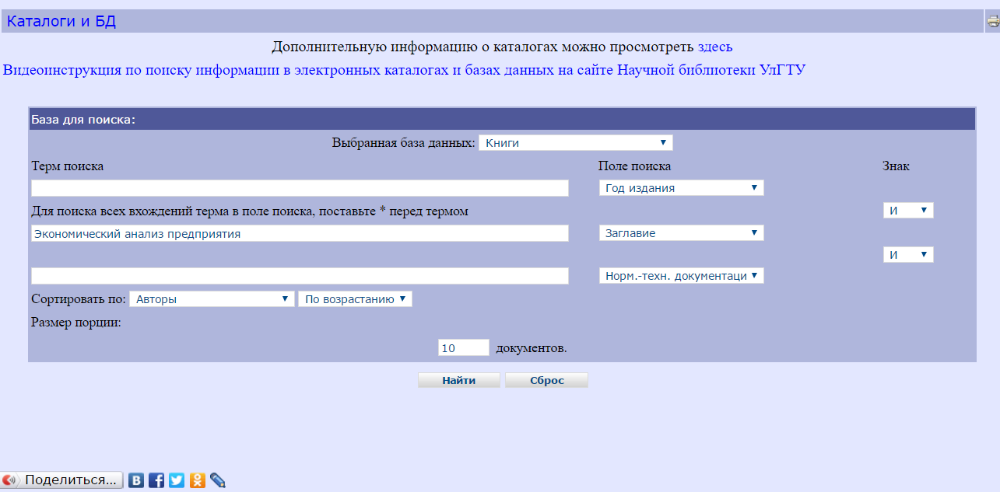 Каталоги и БД
Дополнительную информацию о каталогах можно просмотреть здесь
Видеоинструкция по поиску информации в электронных каталогах и базах данных на сайте Научной библиотеки УлГТУ
База для поиска:
Выбранная база данных: Книги
Терм поиска Поле поиска Знак
Год издания
Для поиска всех вхождений терма в поле поиска, поставьте * перед термом И
Экономический анализ предприятия Заглавие
И
Норм.-техн. документаци
Сортировать по: Авторы По возрастанию
Размер порции:
10 документов.
Найти Сброс
Поделиться...